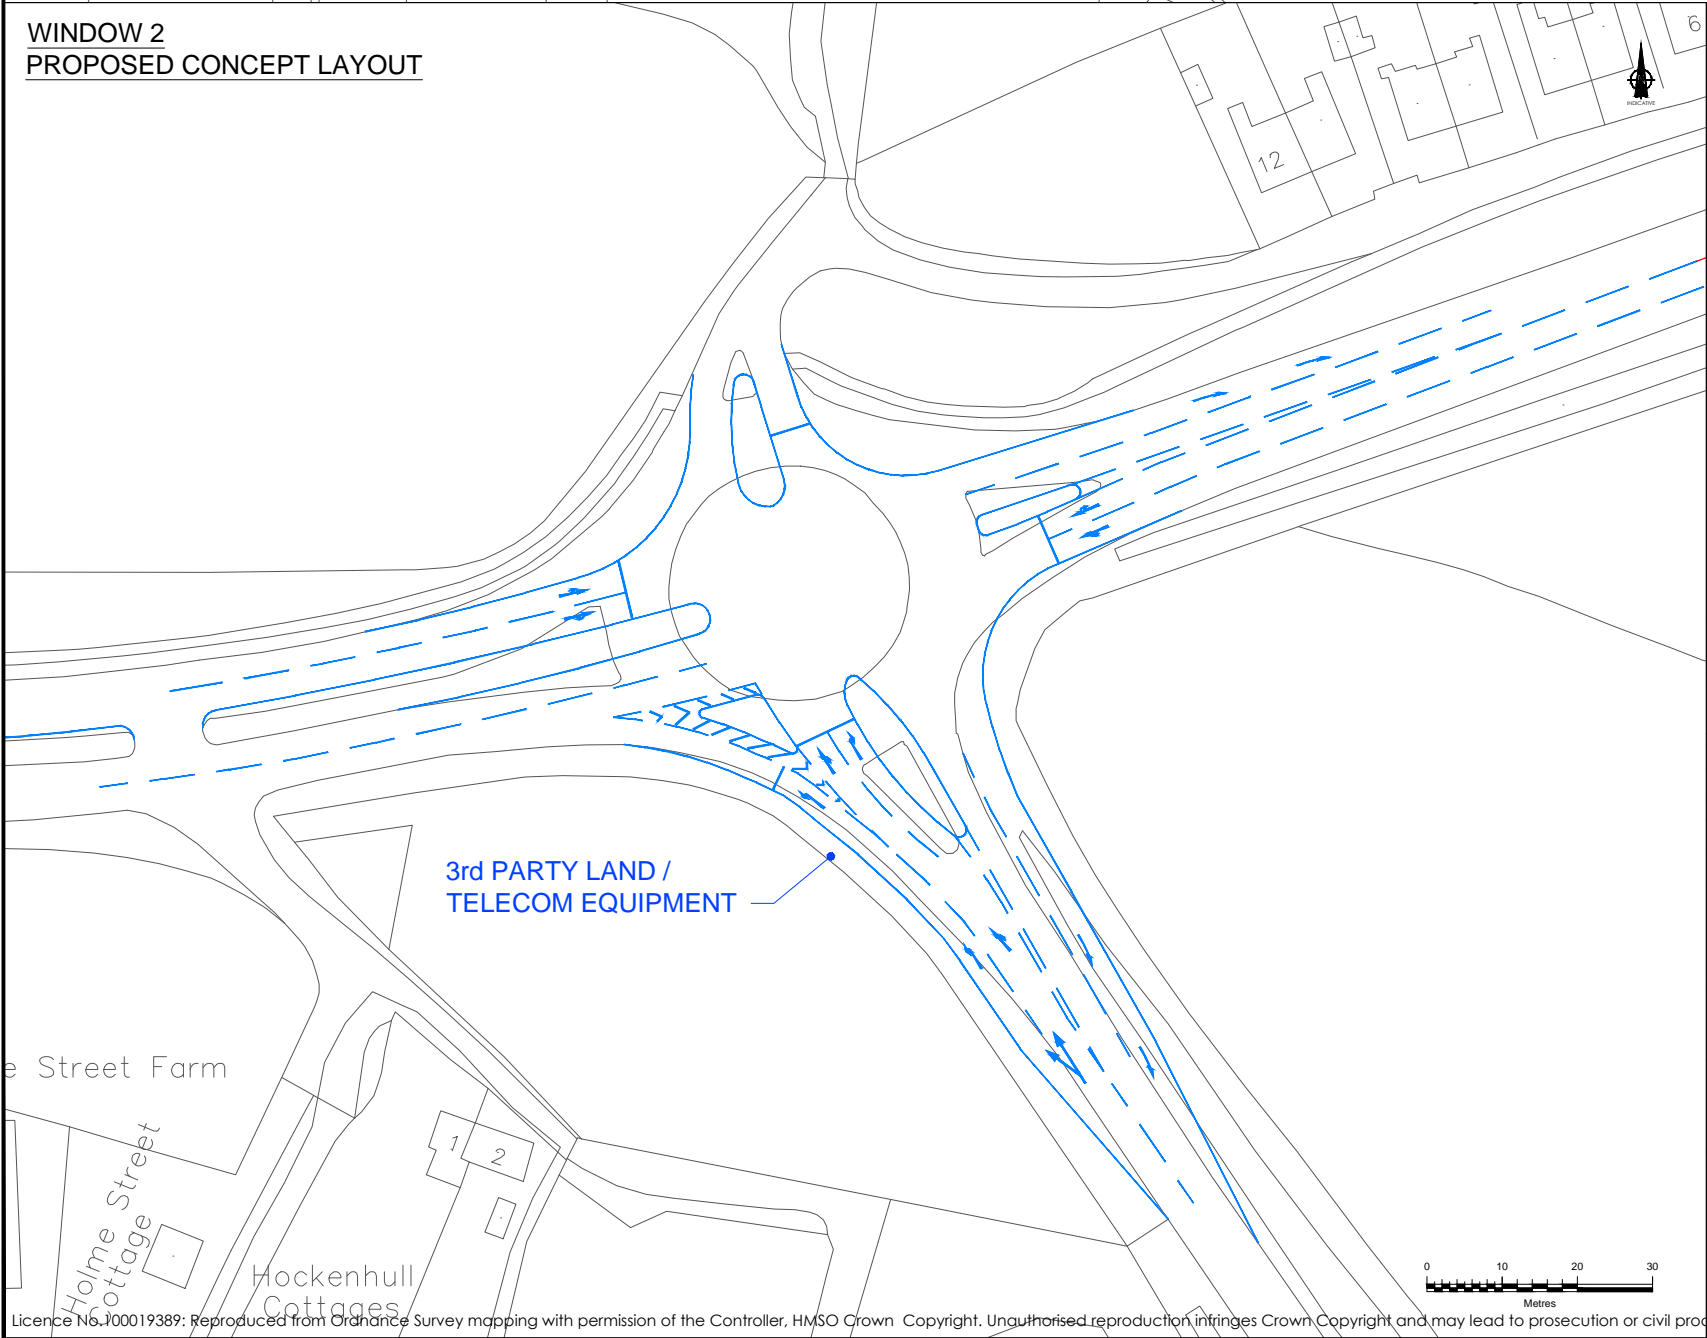 WINDOW 2
PROPOSED CONCEPT LAYOUT
6
INDICATIVE
12
3rd PARTY LAND /
TELECOM EQUIPMENT
e Street Farm
1
2
Holme Street
Cottage
Hockenhull
Cottages
0 10 20 30
Metres
Licence No.100019389: Reproduced from Ordnance Survey mapping with permission of the Controller, HMSO Crown Copyright. Unauthorised reproduction infringes Crown Copyright and may lead to prosecution or civil pro